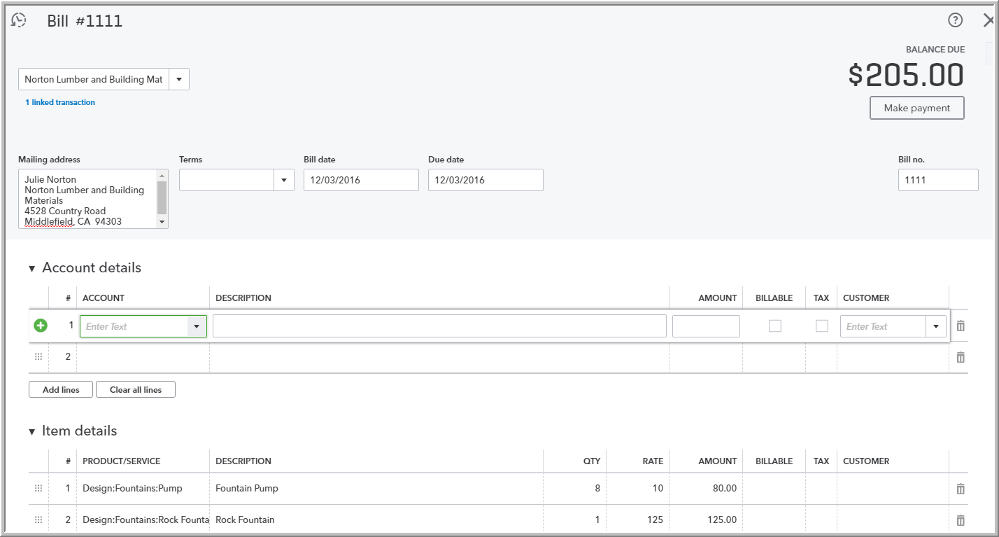 Bill #1111
BALANCE DUE
$205.00
Norton Lumber and Building Mat
1 linked transaction
Make payment
Mailing address
Terms
Bill date
Due date
Bill no.
Julie Norton
Norton Lumber and Building
Materials
4528 Country Road
Middlefield, CA 94303
12/03/2016
12/03/2016
1111
Account details
# ACCOUNT DESCRIPTION AMOUNT BILLABLE TAX CUSTOMER
1 Enter Text Enter Text
2
Add lines Clear all lines
Item details
# PRODUCT/SERVICE DESCRIPTION QTY RATE AMOUNT BILLABLE TAX CUSTOMER
1 Design:Fountains:Pump Fountain Pump 8 10 80.00
2 Design:Fountains:Rock Founta Rock Fountain 1 125 125.00